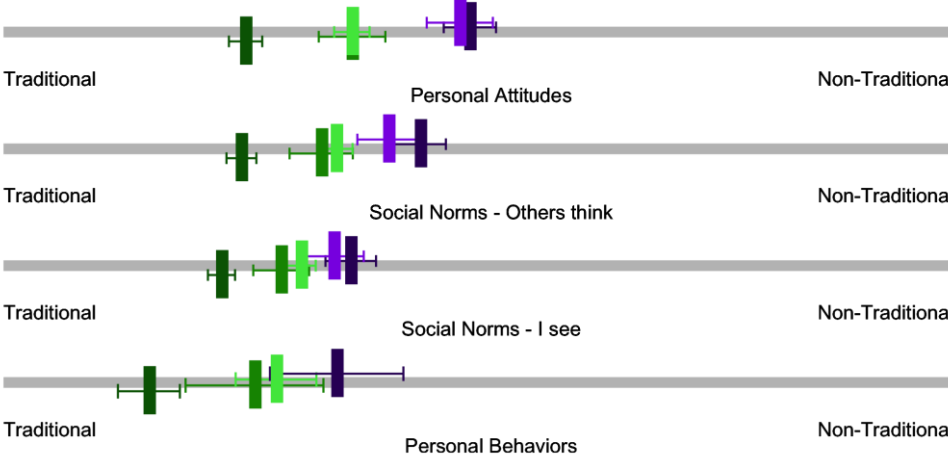 Traditional
Non-Traditiona
Personal Attitudes
Traditional
Non-Traditiona
Social Norms - Others think
Traditional
Non-Traditiona
Social Norms - I see
Traditional
Non-Traditiona
Personal Behaviors